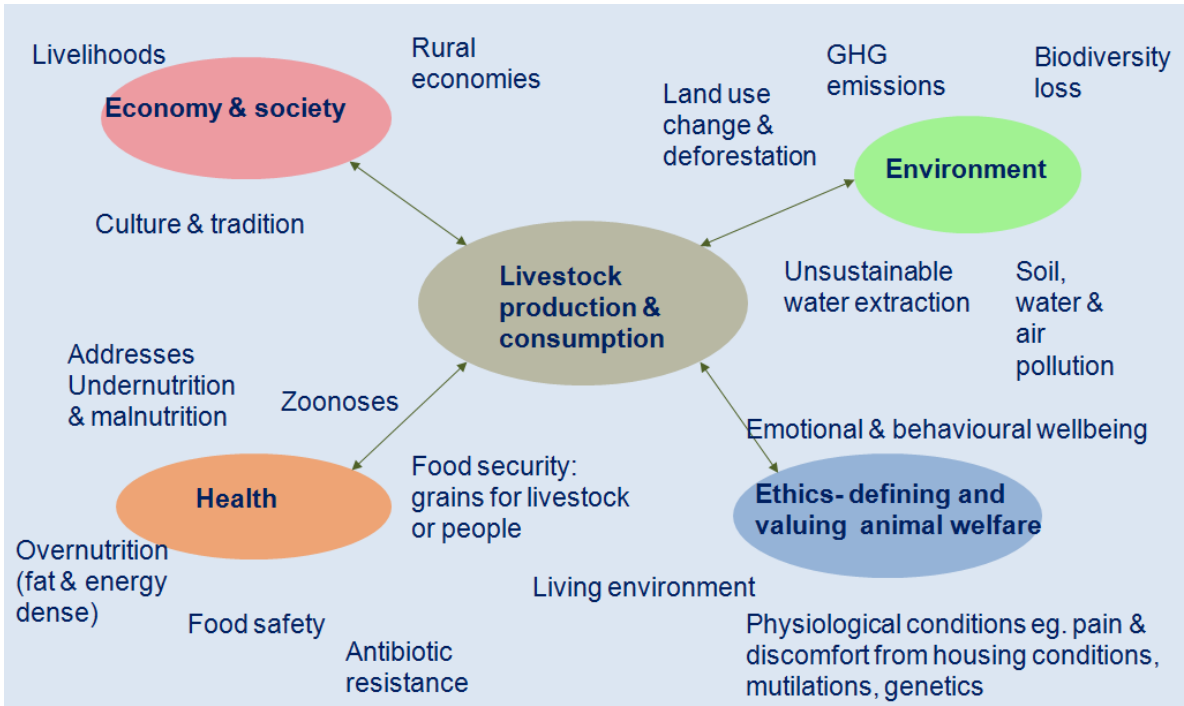 Livelihoods
Economy & society
Rural
economies
Culture & tradition
GHG
emissions
Biodiversity
loss
Land use
change &
deforestation
Environment
Unsustainable
water extraction
Soil,
water &
air
pollution
Livestock
production &
consumption
Addresses
Undernutrition
& malnutrition
Zoonoses
Health
Food security:
grains for livestock
or people
Overnutrition
(fat & energy
dense)
Food safety
Antibiotic
resistance
Emotional & behavioural wellbeing
Ethics- defining and
valuing animal welfare
Living environment
Physiological conditions eg. pain &
discomfort from housing conditions,
mutilations, genetics